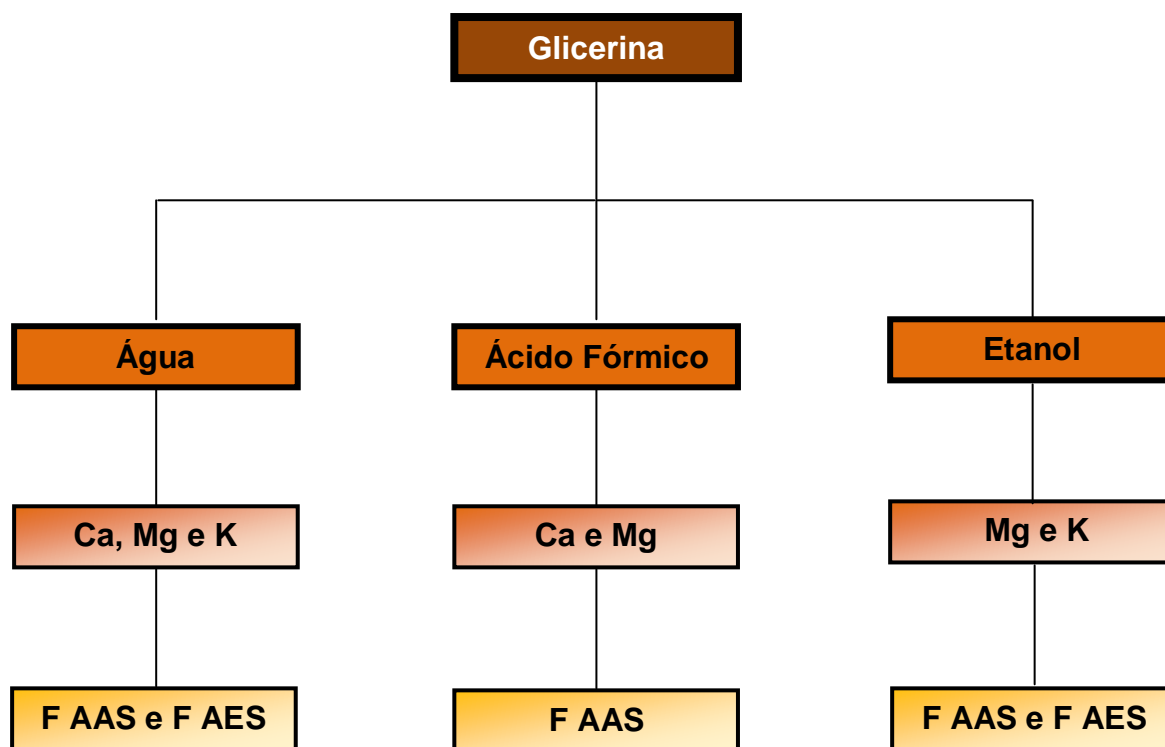 Glicerina
Água
Ácido Fórmico
Etanol
Ca, Mg e K
Ca e Mg
Mg e K
F AAS e F AES
F AAS
F AAS e F AES